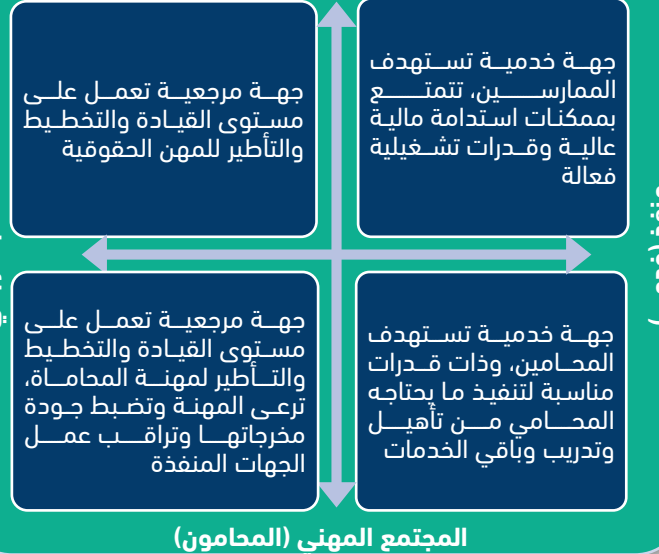 جهة خدمية تستهدف
الممارسين، تتمتع
بممكنات استدامة مالية
عالية وقدرات تشغيلية
فعالة
جهة مرجعية تعمل على
مستوى القيادة والتخطيط
والتأطير للمهن الحقوقية
جهة خدمية تستهدف
المحامين، وذات قدرات
مناسبة لتنفيذ ما يحتاجه
المحامي من تأهيل
وتدريب وباقي الخدمات
جهة مرجعية تعمل على
مستوى القيادة والتخطيط
والتأطير لمهنة المحاماة،
ترعى المهنة وتضبط جودة
مخرجاتها وتراقب عمل
الجهات المنفذة
المجتمع المهني (المحامون)